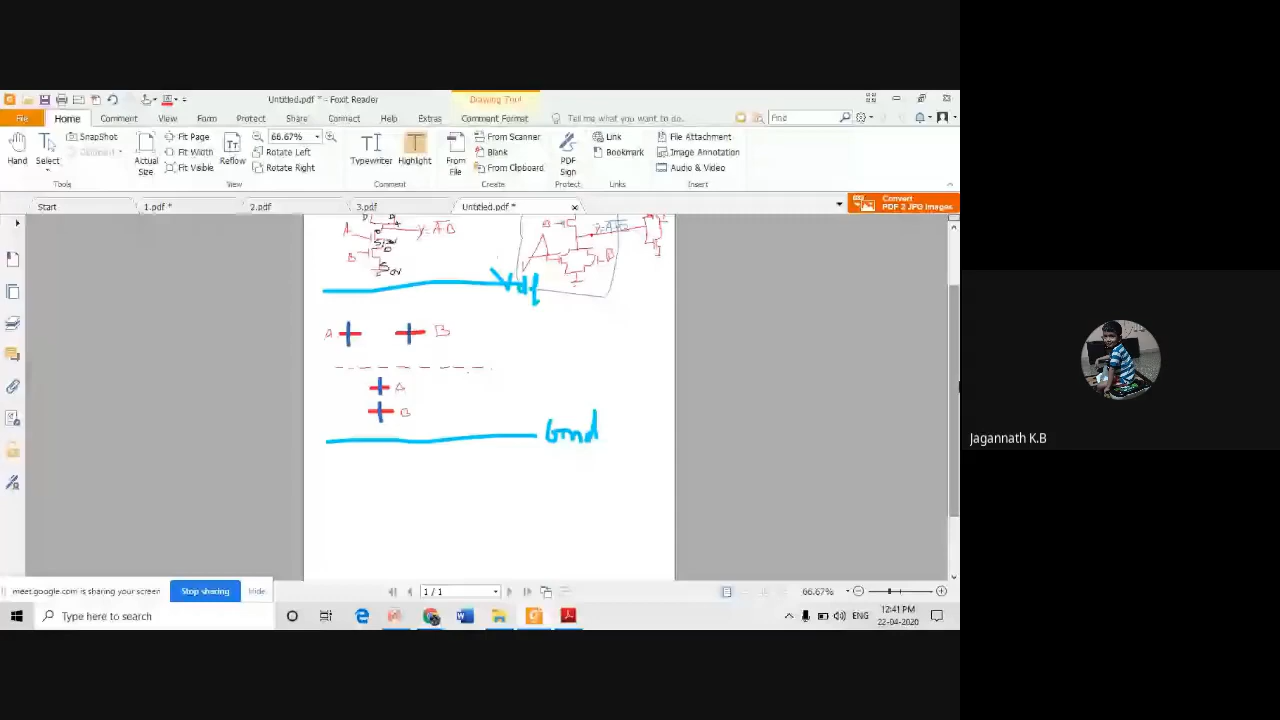 Untitled.pdf * - Foxit Reader
Drawing Tool
File
Home
Comment
View
Form
Protect
Share
Connect
Help
Extras
Comment Format
Tell me what you want to do..
Find
Hand
Select
SnapShot
Clipboard
Actual Size
Fit Page
Fit Width
Fit Visible
Reflow
66.67%
Rotate Left
Rotate Right
Typewriter
Highlight
From File
From Scanner
Blank
From Clipboard
PDF Sign
Link
Bookmark
File Attachment
Image Annotation
Audio & Video
Tools
View
Comment
Create
Protect
Links
Insert
Start
1.pdf *
2.pdf
3.pdf
Untitled.pdf *
Convert
PDF 2 JPG Images
A
B
Vdd
B
A
B
Gnd
Jagannath K.B
meet.google.com is sharing your screen
Stop sharing
Hide
1 / 1
66.67%
Type here to search
ENG
12:41 PM
22-04-2020